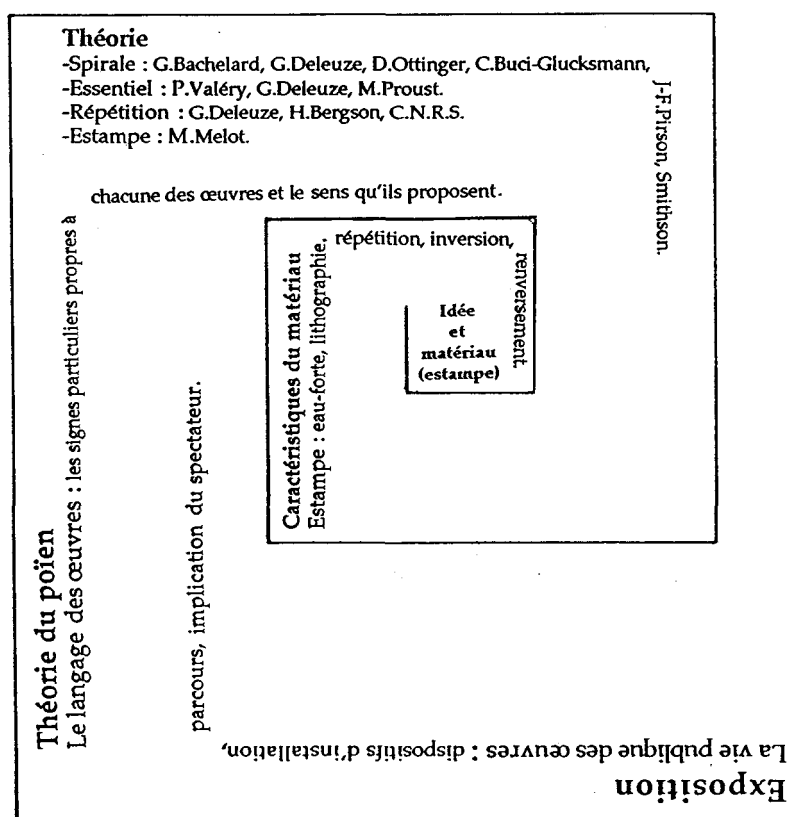 Théorie
-Spirale : G.Bachelard, G.Deleuze, D.Ottinger, C.Buci-Glucksmann,
J-F.Pirson, Smithson.
-Essentiel : P.Valéry, G.Deleuze, M.Proust.
-Répétition : G.Deleuze, H.Bergson, C.N.R.S.
-Estampe : M.Melot.
Théorie du poïen
Le langage des œuvres : les signes particuliers propres à
chacune des œuvres et le sens qu'ils proposent.
Caractéristiques du matériau
Estampe : eau-forte, lithographie.
répétition, inversion,
renversement.
Idée
et
matériau
(estampe)
Exposition
La vie publique des œuvres : dispositifs d'installation,
parcours, implication du spectateur.